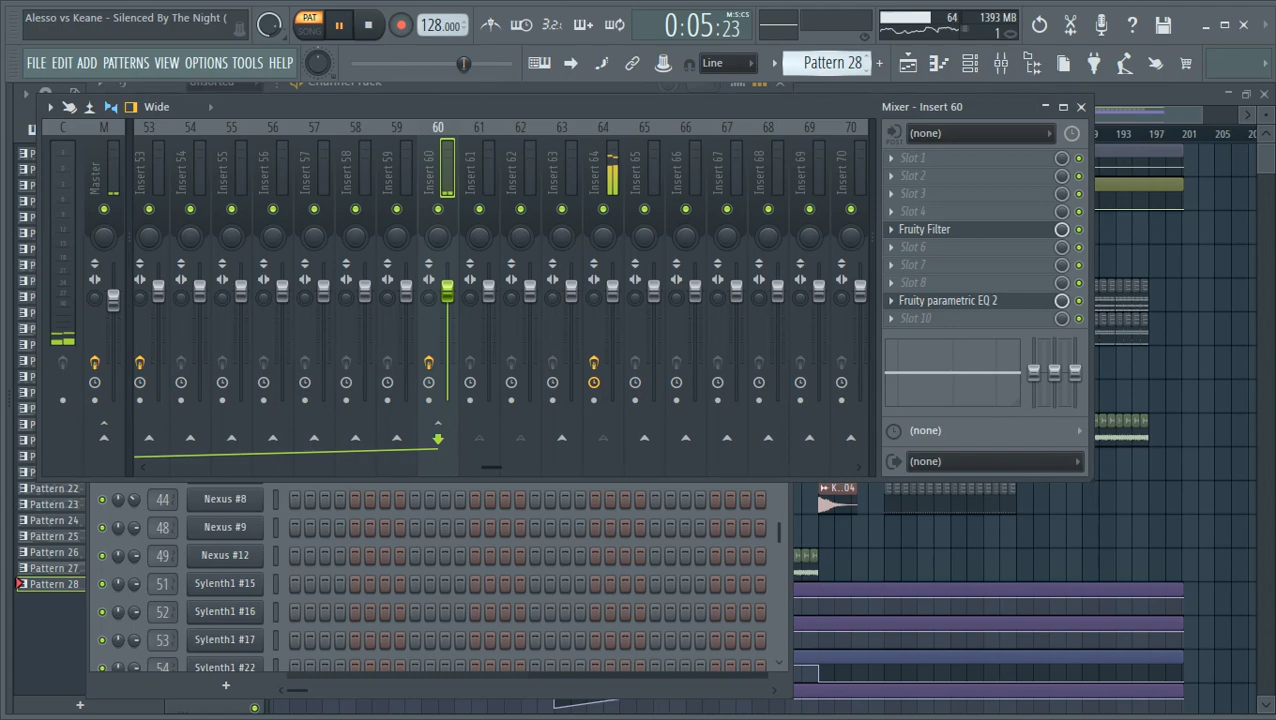 Alesso vs Keane - Silenced By The Night (
PAT
SONG
128.000
3.2:
0:05:23
M:S:CS
64
1393 MB
1
FILE EDIT ADD PATTERNS VIEW OPTIONS TOOLS HELP
Line
Pattern 28
Wide
Mixer - Insert 60
C M 53 54 55 56 57 58 59 60 61 62 63 64 65 66 67 68 69 70
(none)
193 197 201 205
Master
Insert 53
Insert 54
Insert 55
Insert 56
Insert 57
Insert 58
Insert 59
Insert 60
Insert 61
Insert 62
Insert 63
Insert 64
Insert 65
Insert 66
Insert 67
Insert 68
Insert 69
Insert 70
Slot 1
Slot 2
Slot 3
Slot 4
Fruity Filter
Slot 6
Slot 7
Slot 8
Fruity parametric EQ 2
Slot 10
(none)
(none)
Pattern 22
Pattern 23
Pattern 24
Pattern 25
Pattern 26
Pattern 27
Pattern 28
44 Nexus #8
48 Nexus #9
49 Nexus #12
51 Sylenth1 #15
52 Sylenth1 #16
53 Sylenth1 #17
54 Sylenth1 #22
K..04